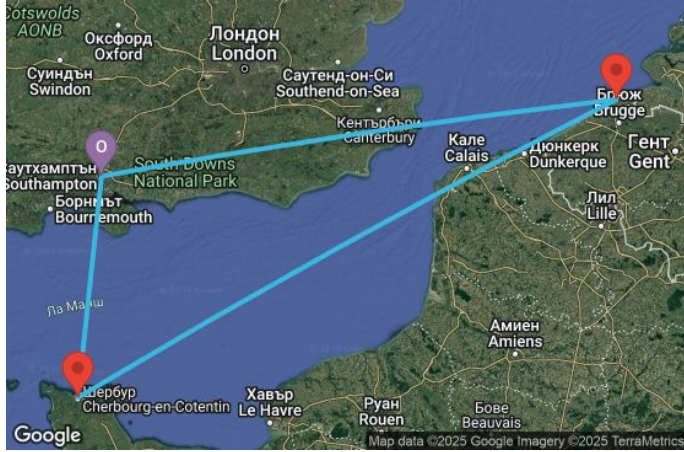 Cotswolds
AONB
Оксфорд
Oxford
Лондон
London
Суиндън
Swindon
Саутенд-он-Си
Southend-on-Sea
Кентърбъри
Canterbury
Брюж
Brugge
Кале
Calais
Дюнкерк
Dunkerque
Гент
Gent
O
Саутхамптън
Southampton
South Downs
National Park
Борнмът
Bournemouth
Лил
Lille
Ла Манш
Амиен
Amiens
Шербур
Cherbourg-en-Cotentin
Хавър
Le Havre
Руан
Rouen
Бове
Beauvais
Google
Map data ©2025 Google Imagery ©2025 TerraMetrics